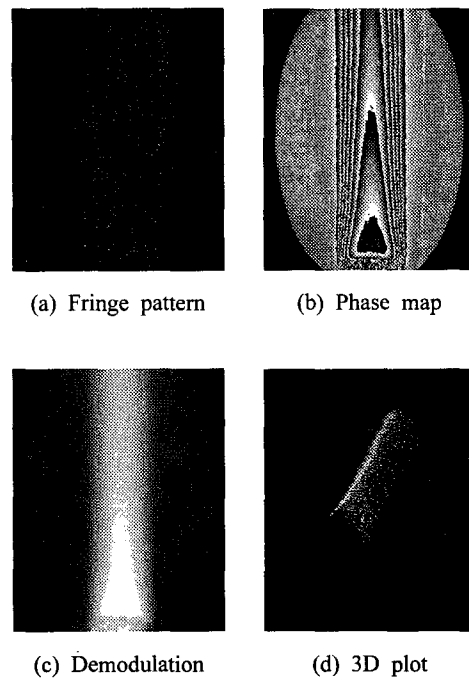 (a) Fringe pattern
(b) Phase map
(c) Demodulation
(d) 3D plot